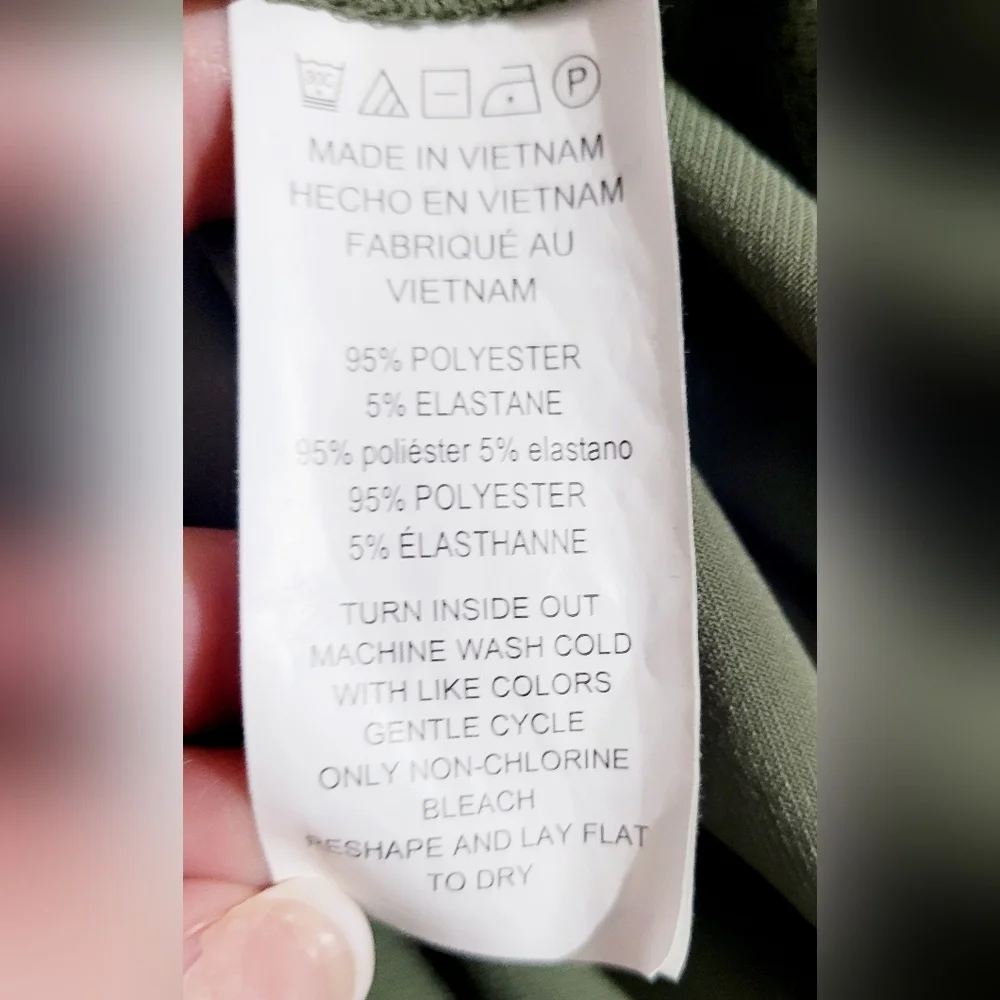 30C
P
MADE IN VIETNAM
HECHO EN VIETNAM
FABRIQUÉ AU
VIETNAM
95% POLYESTER
5% ELASTANE
95% poliéster 5% elastano
95% POLYESTER
5% ÉLASTHANNE
TURN INSIDE OUT
MACHINE WASH COLD
WITH LIKE COLORS
GENTLE CYCLE
ONLY NON-CHLORINE
BLEACH
RESHAPE AND LAY FLAT
TO DRY